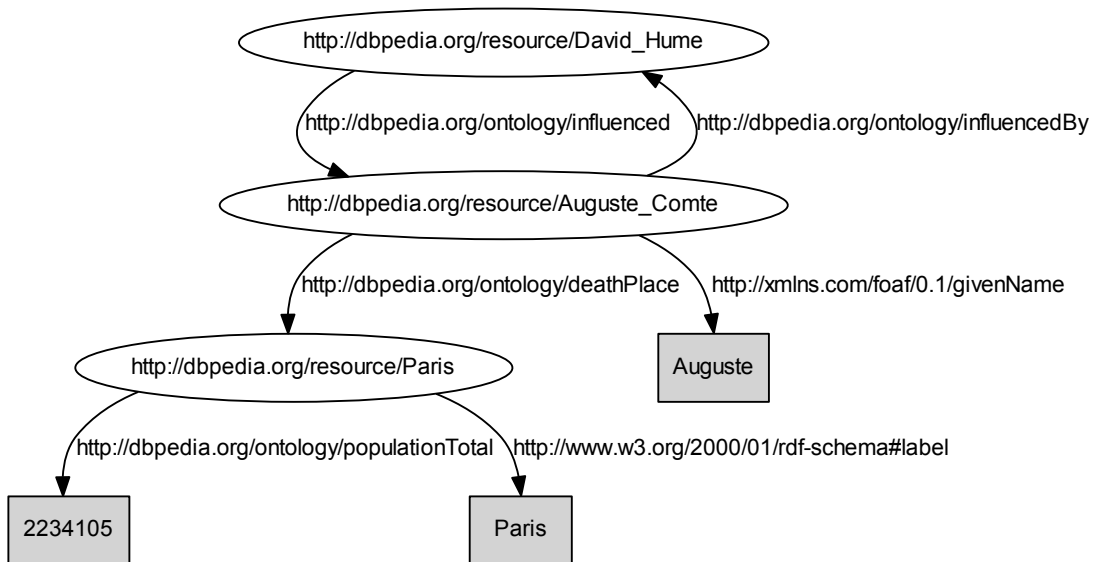 http://dbpedia.org/resource/David_Hume
http://dbpedia.org/ontology/influenced
http://dbpedia.org/ontology/influencedBy
http://dbpedia.org/resource/Auguste_Comte
http://dbpedia.org/ontology/deathPlace
http://xmlns.com/foaf/0.1/givenName
http://dbpedia.org/resource/Paris
Auguste
http://dbpedia.org/ontology/populationTotal
http://www.w3.org/2000/01/rdf-schema#label
2234105
Paris